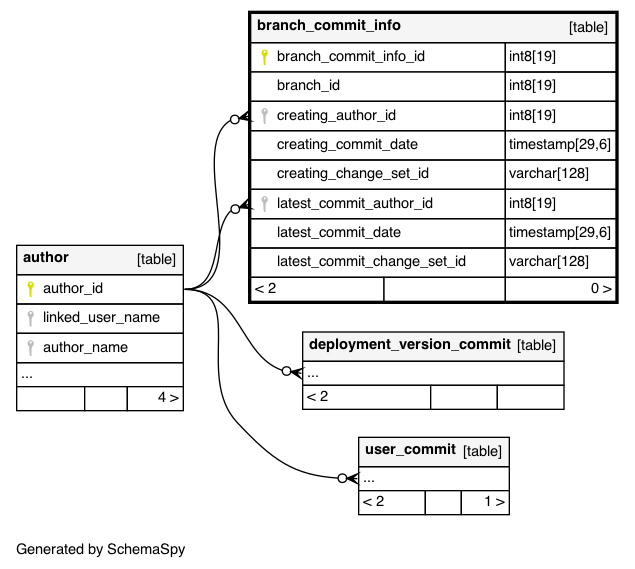 branch_commit_info [table]
branch_commit_info_id int8[19]
branch_id int8[19]
creating_author_id int8[19]
creating_commit_date timestamp[29,6]
creating_change_set_id varchar[128]
latest_commit_author_id int8[19]
latest_commit_date timestamp[29,6]
latest_commit_change_set_id varchar[128]
< 2 0 >
author [table]
author_id
linked_user_name
author_name
...
4 >
deployment_version_commit [table]
...
< 2
user_commit [table]
...
< 2 1 >
Generated by SchemaSpy